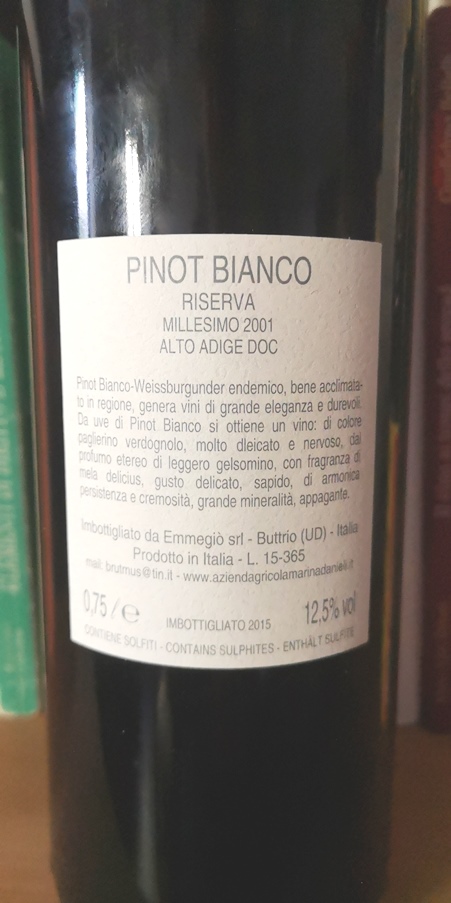 PINOT BIANCO
RISERVA
MILLESIMO 2001
ALTO ADIGE DOC
Pinot Bianco-Weissburgunder endemico, bene acclimata-
to in regione, genera vini di grande eleganza e durevoli.
Da uve di Pinot Bianco si ottiene un vino: di colore
paglierino verdognolo, molto dleicato e nervoso, dal
profumo etereo di leggero gelsomino, con fragranza di
mela delicius, gusto delicato, sapido, di armonica
persistenza e cremosità, grande mineralità, appagante.
Imbottigliato da Emmegiò srl - Buttrio (UD) - Italia
Prodotto in Italia - L. 15-365
mail: brutmus@tin.it - www.aziendagricolamarinadanieli.it
0,75 / e
IMBOTTIGLIATO 2015
12,5% vol
CONTIENE SOLFITI - CONTAINS SULPHITES - ENTHÄLT SULFITE